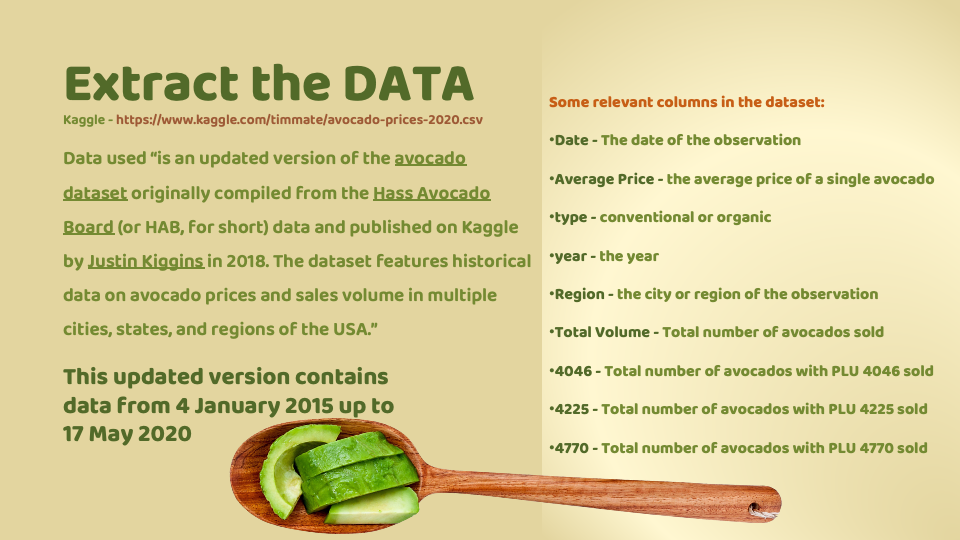 Extract the DATA
Kaggle - https://www.kaggle.com/timmate/avocado-prices-2020.csv
Data used “is an updated version of the avocado
dataset originally compiled from the Hass Avocado
Board (or HAB, for short) data and published on Kaggle
by Justin Kiggins in 2018. The dataset features historical
data on avocado prices and sales volume in multiple
cities, states, and regions of the USA.”
This updated version contains
data from 4 January 2015 up to
17 May 2020
Some relevant columns in the dataset:
•Date - The date of the observation
•Average Price - the average price of a single avocado
•type - conventional or organic
•year - the year
•Region - the city or region of the observation
•Total Volume - Total number of avocados sold
•4046 - Total number of avocados with PLU 4046 sold
•4225 - Total number of avocados with PLU 4225 sold
•4770 - Total number of avocados with PLU 4770 sold